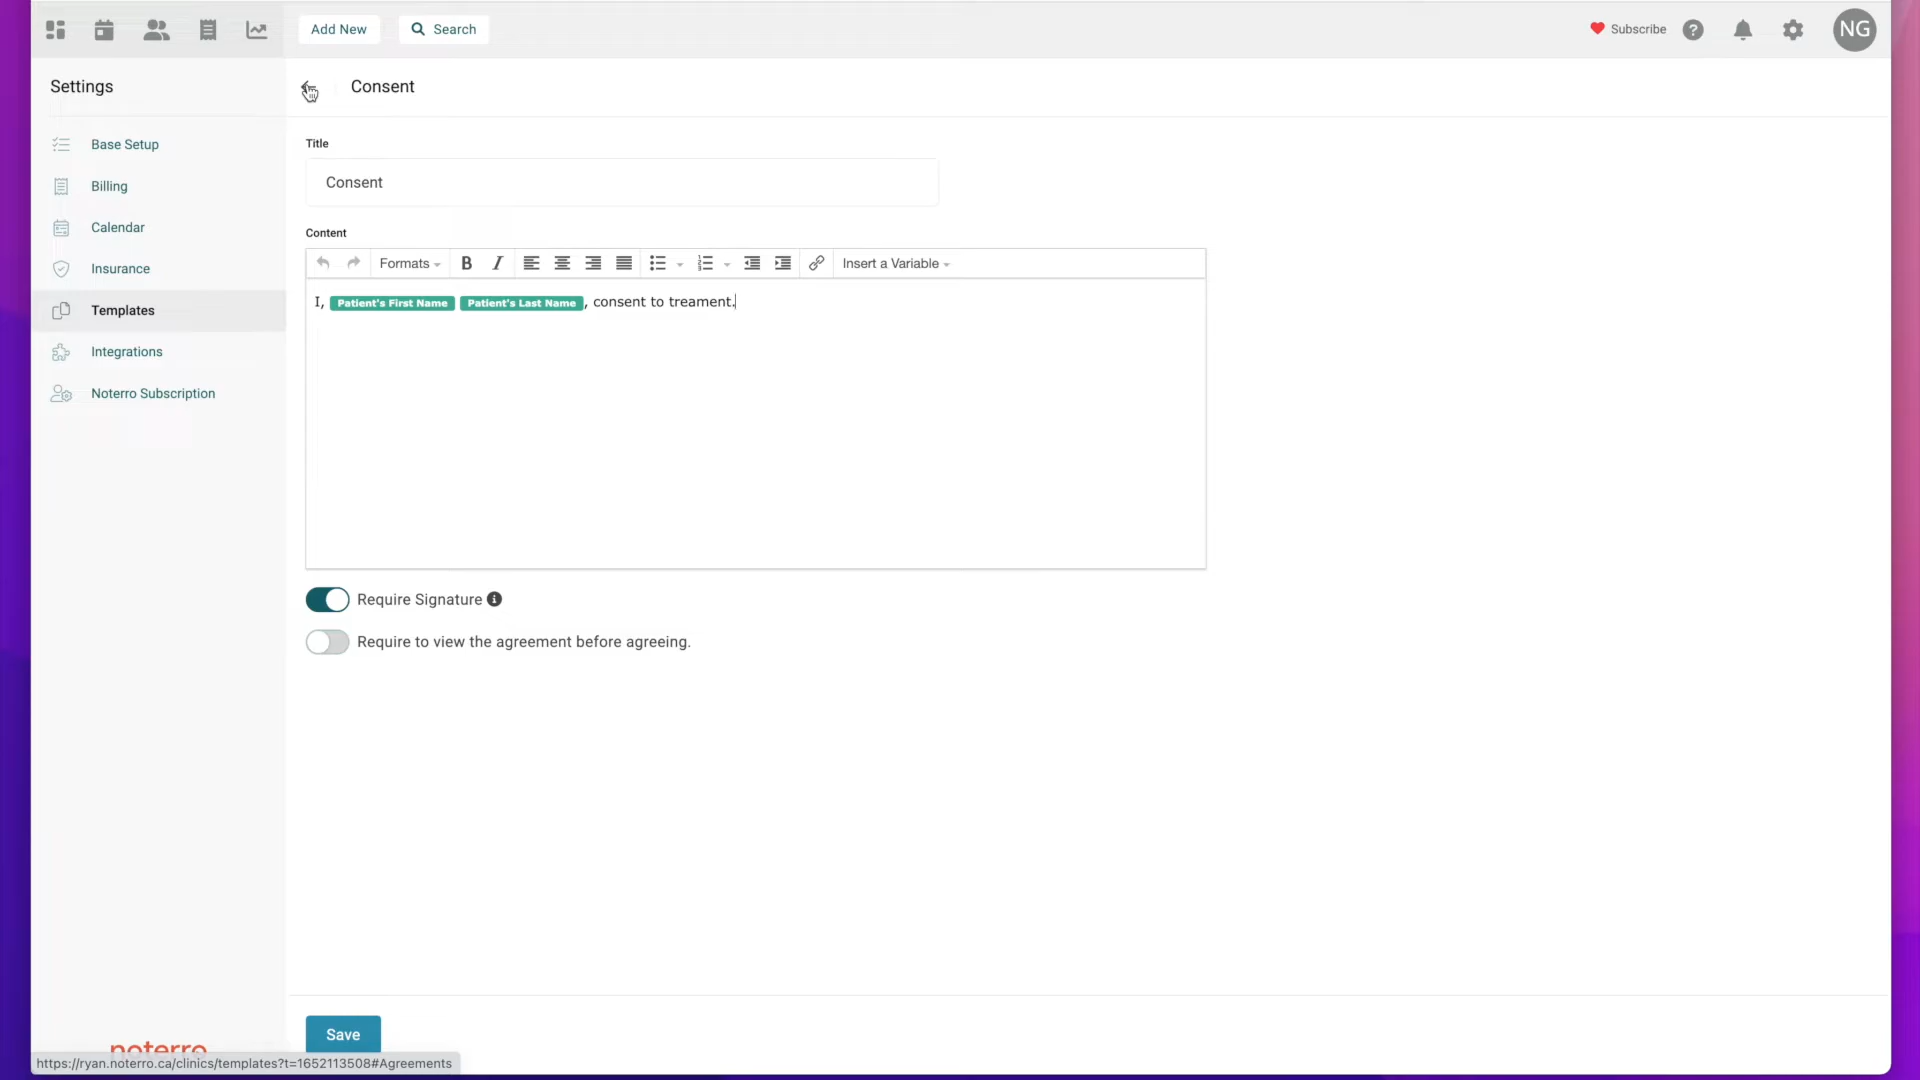 Add New
Search
Subscribe
NG
Settings
Consent
Base Setup
Billing
Calendar
Insurance
Templates
Integrations
Noterro Subscription
Title
Consent
Content
Formats
B I
Insert a Variable
I, Patient's First Name Patient's Last Name, consent to treament.
Require Signature
Require to view the agreement before agreeing.
Save
noterro
https://ryan.noterro.ca/clinics/templates?t=1652113508#Agreements